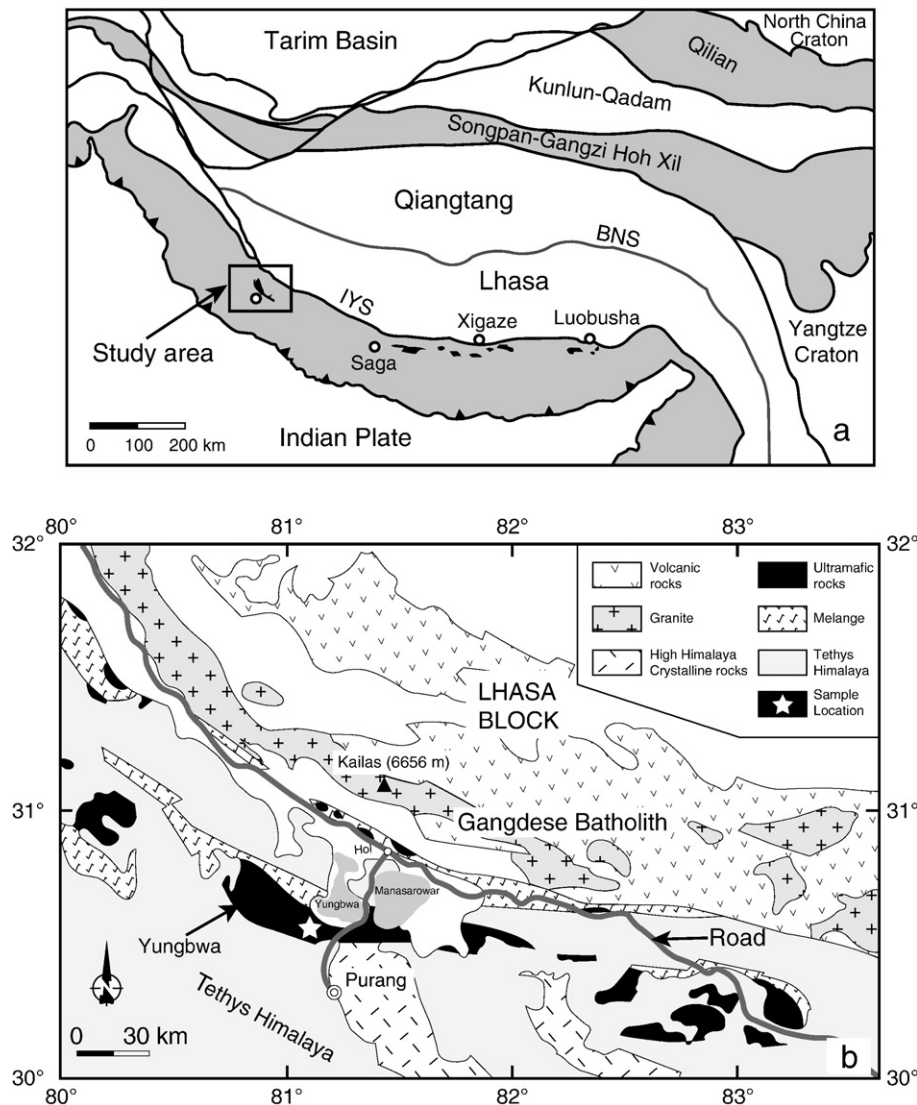 North China
Craton
Tarim Basin
Qilian
Kunlun-Qadam
Songpan-Gangzi Hoh Xil
Qiangtang
BNS
Lhasa
IYS
Xigaze
Luobusha
Yangtze
Craton
Study area
Saga
0 100 200 km
Indian Plate
a
80° 81° 82° 83°
32° 32°
Volcanic
rocks
Ultramafic
rocks
Granite
Melange
High Himalaya
Crystalline rocks
Tethys
Himalaya
Sample
Location
LHASA
BLOCK
Kailas (6656 m)
31° 31°
Gangdese Batholith
Hol
Yungbwa
Manasarowar
Yungbwa
Road
Purang
Tethys Himalaya
0 30 km
b
30° 30°
80° 81° 82° 83°